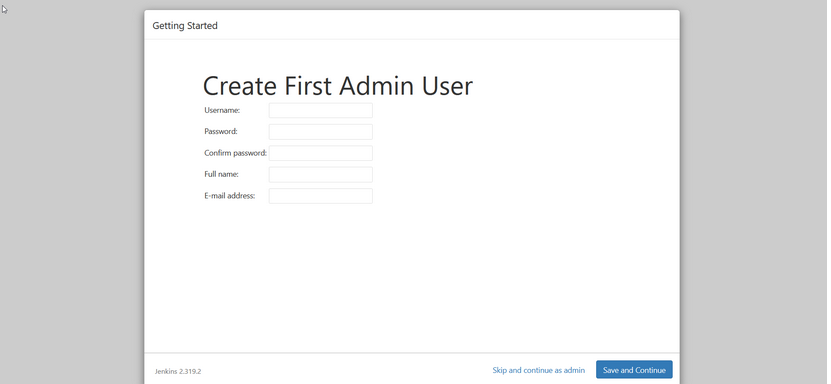 Getting Started
Create First Admin User
Username:
Password:
Confirm password:
Full name:
E-mail address:
Jenkins 2.319.2
Skip and continue as admin
Save and Continue